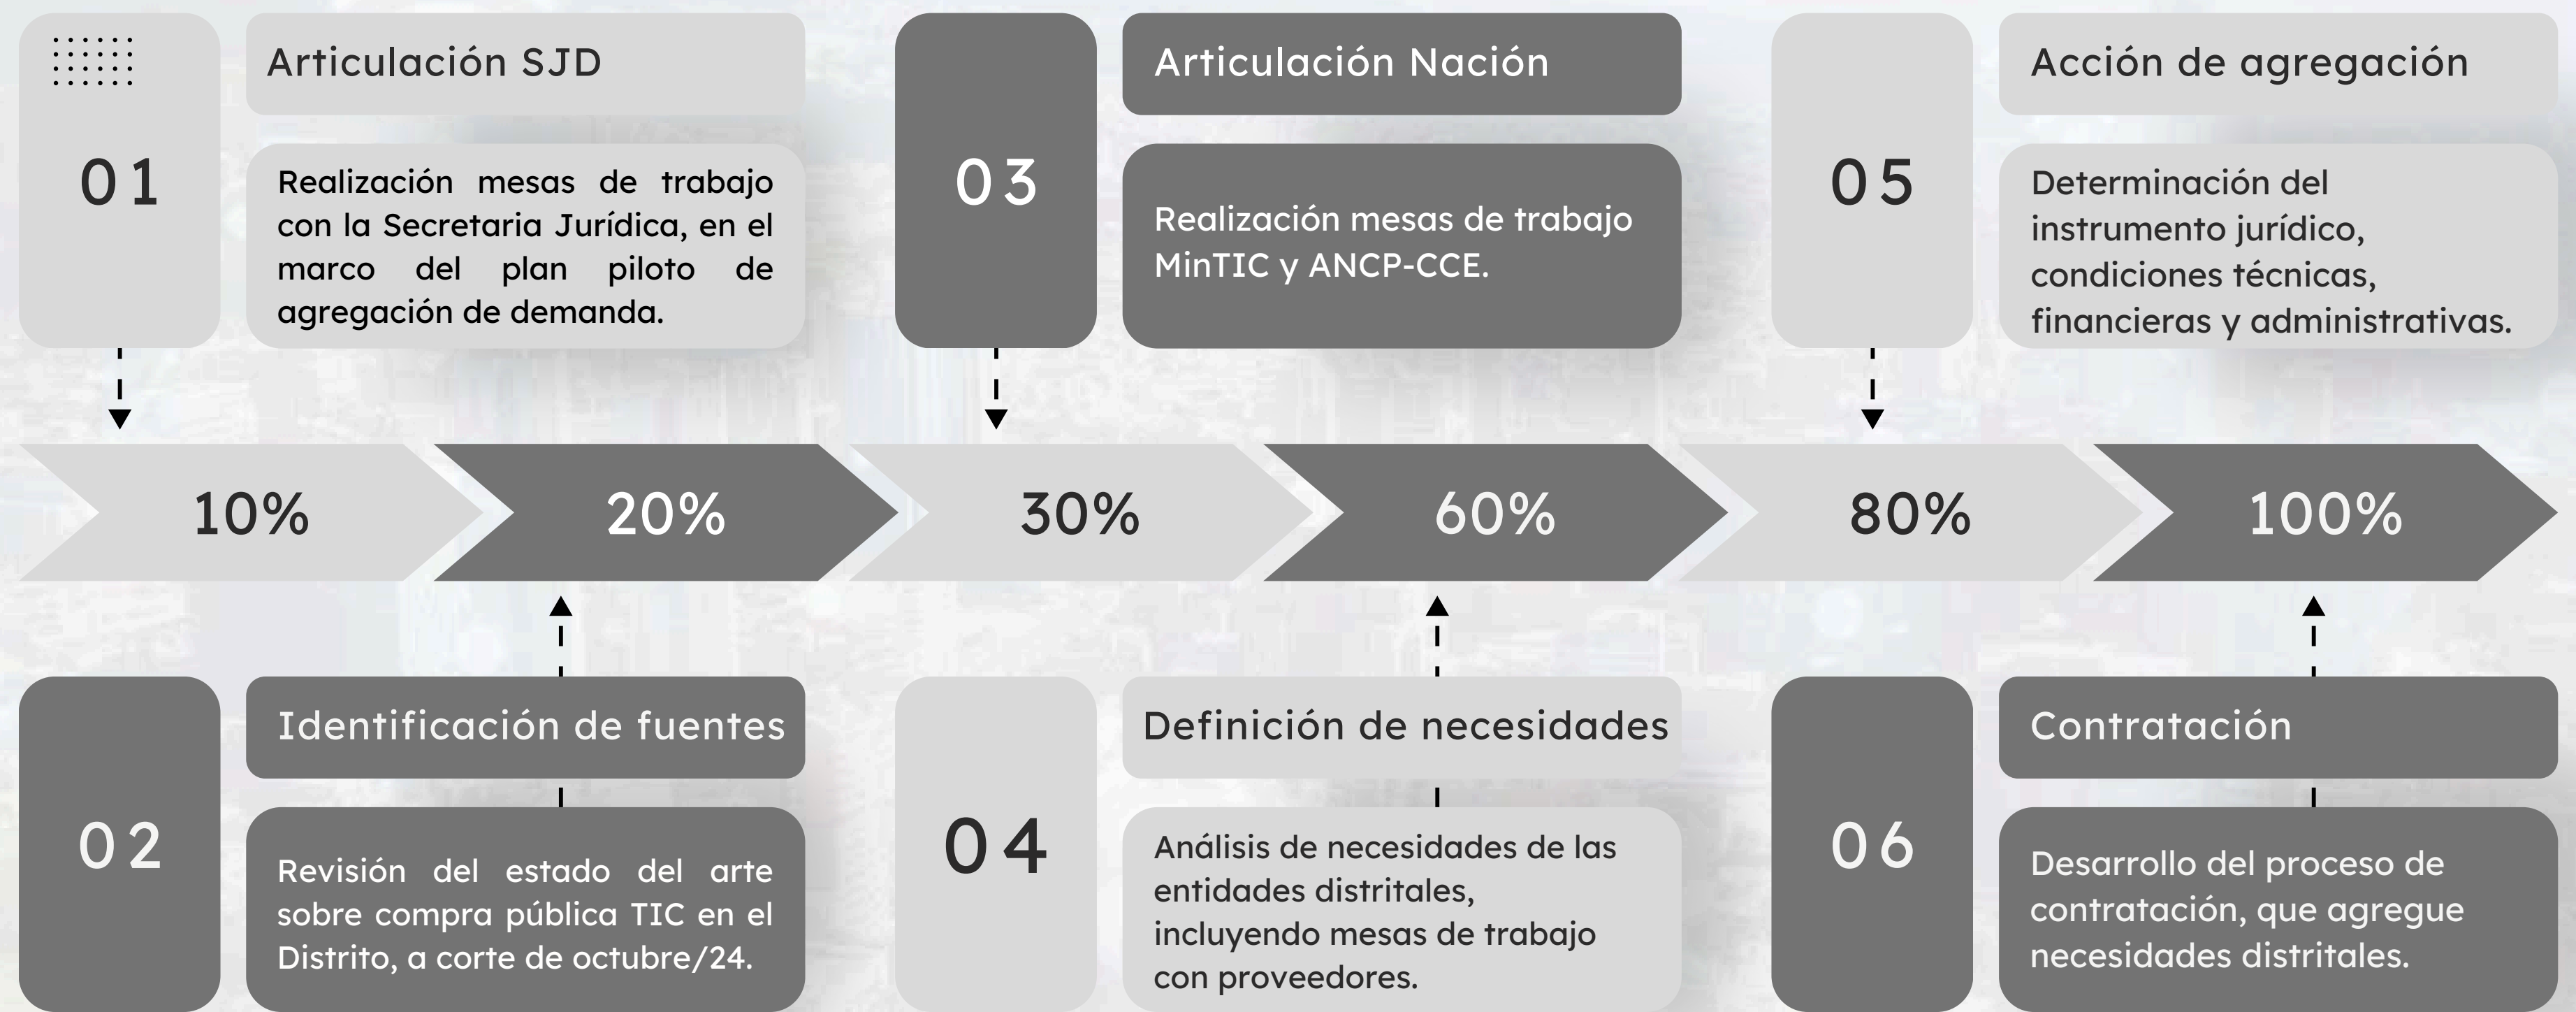 01
Articulación SJD
Realización mesas de trabajo
con la Secretaria Jurídica, en el
marco del plan piloto de
agregación de demanda.
03
Articulación Nación
Realización mesas de trabajo
MinTIC y ANCP-CCE.
05
Acción de agregación
Determinación del
instrumento jurídico,
condiciones técnicas,
financieras y administrativas.
10%
20%
30%
60%
80%
100%
02
Identificación de fuentes
Revisión del estado del arte
sobre compra pública TIC en el
Distrito, a corte de octubre/24.
04
Definición de necesidades
Análisis de necesidades de las
entidades distritales,
incluyendo mesas de trabajo
con proveedores.
06
Contratación
Desarrollo del proceso de
contratación, que agregue
necesidades distritales.